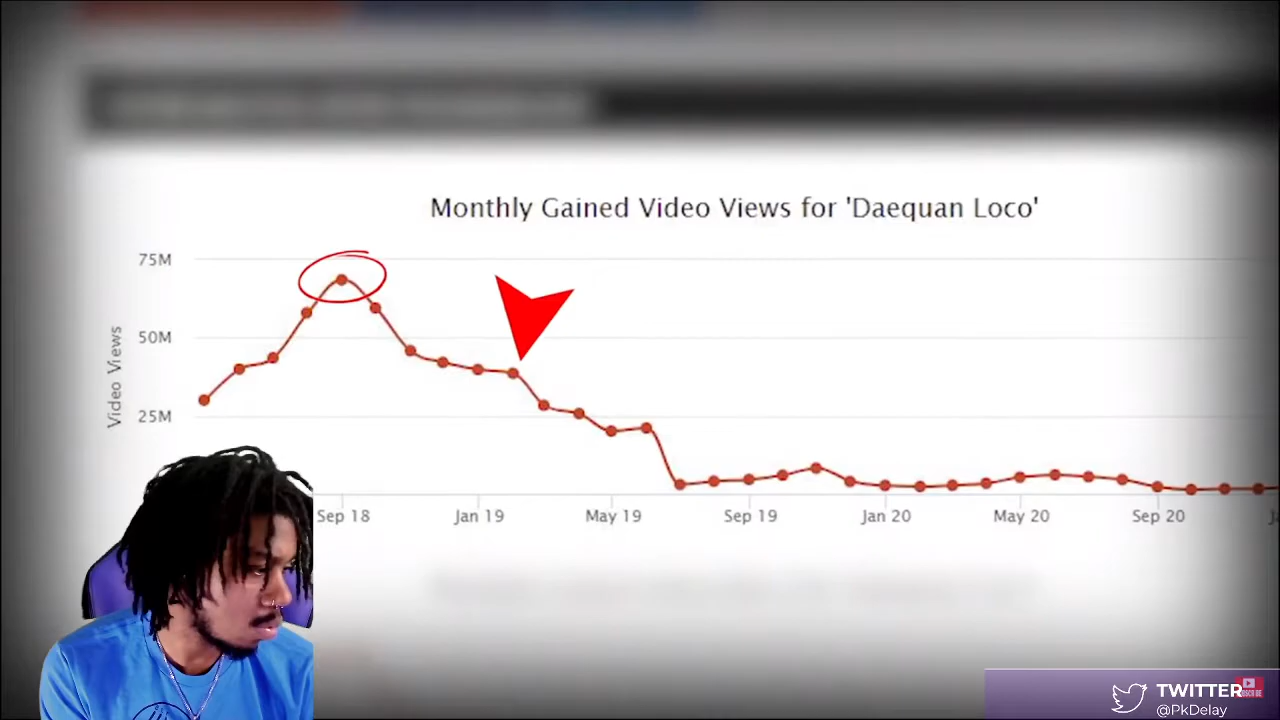 Monthly Gained Video Views for 'Daequan Loco'
75M
50M
25M
Video Views
Sep 18
Jan 19
May 19
Sep 19
Jan 20
May 20
Sep 20
TWITTER
@PkDelay